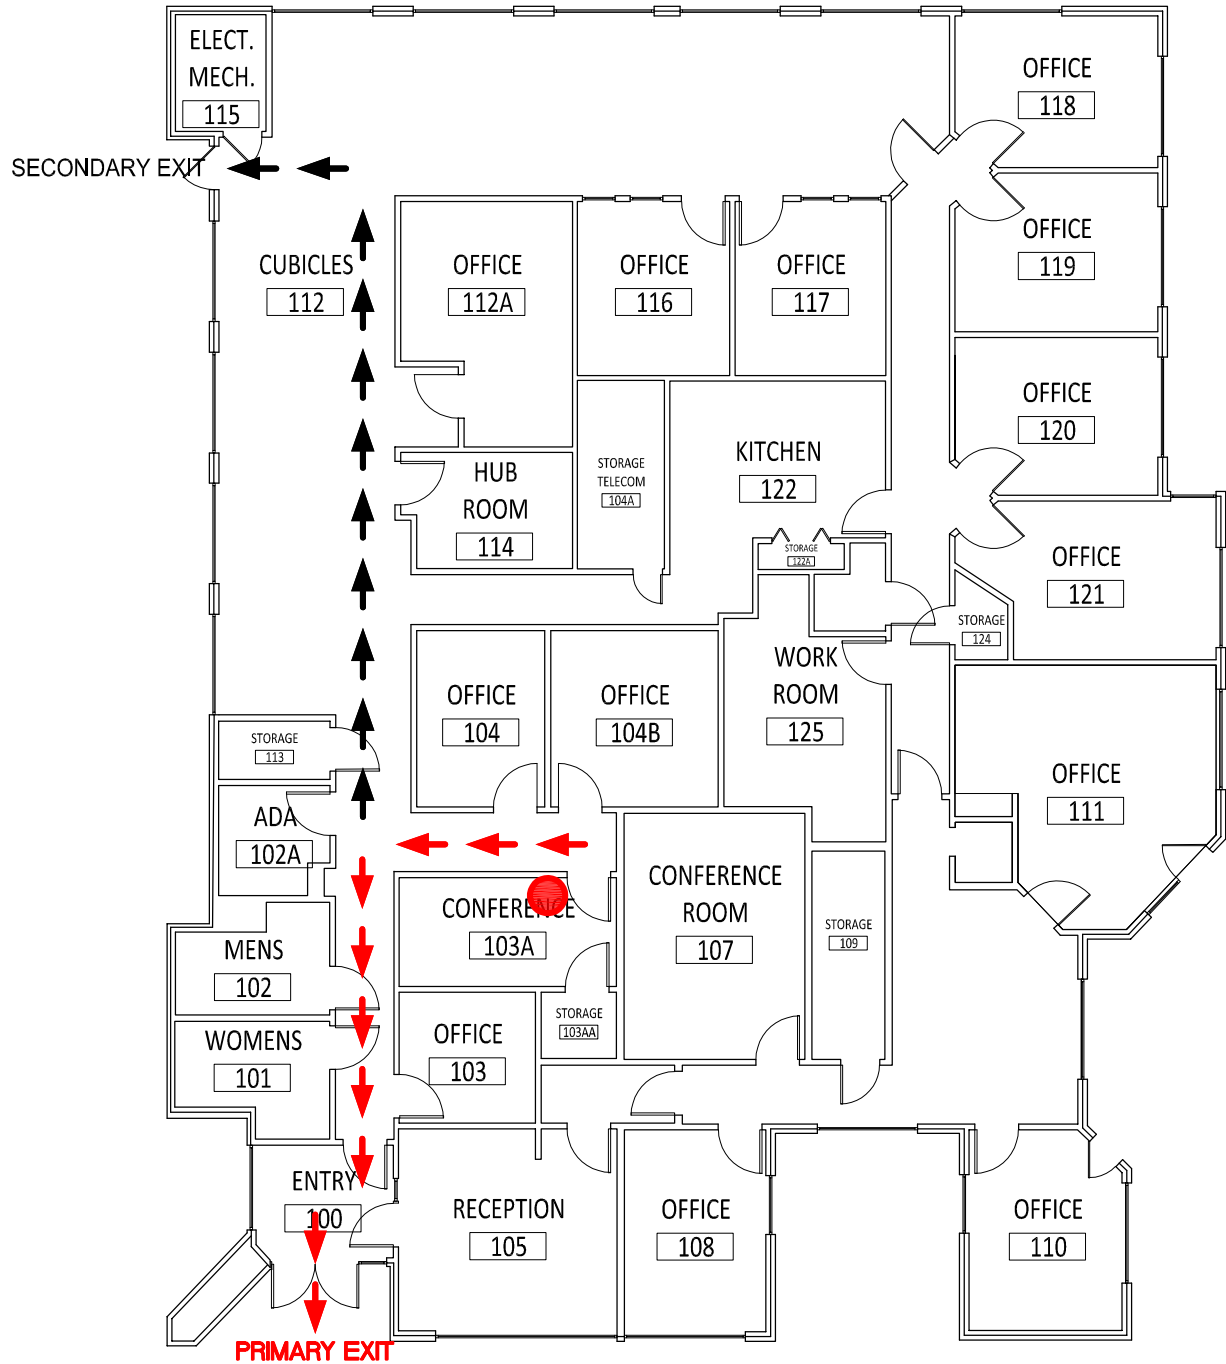 ELECT.
MECH.
115
SECONDARY EXIT
OFFICE
118
OFFICE
119
CUBICLES
112
OFFICE
112A
OFFICE
116
OFFICE
117
OFFICE
120
HUB
ROOM
114
STORAGE
TELECOM
104A
KITCHEN
122
STORAGE
122A
OFFICE
121
STORAGE
124
OFFICE
104
OFFICE
104B
WORK
ROOM
125
STORAGE
113
OFFICE
111
ADA
102A
CONFERENCE
103A
CONFERENCE
ROOM
107
STORAGE
109
MENS
102
WOMENS
101
OFFICE
103
STORAGE
103AA
ENTRY
100
RECEPTION
105
OFFICE
108
OFFICE
110
PRIMARY EXIT